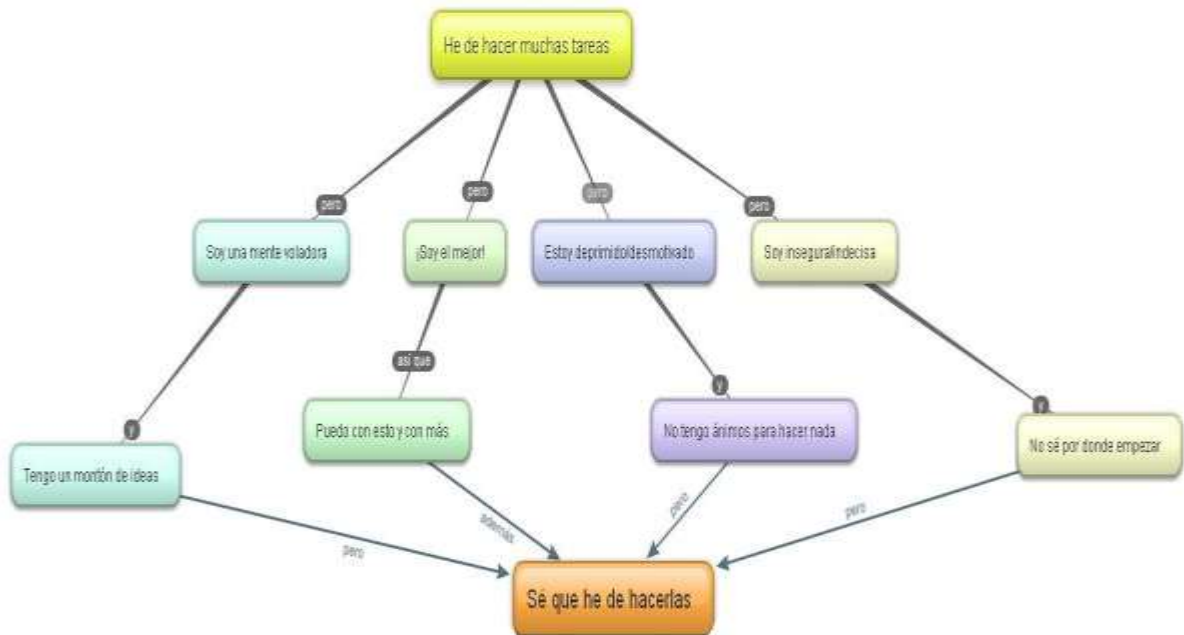 He de hacer muchas tareas
pero
pero
pero
pero
Soy una mente voladora
¡Soy el mejor!
Estoy deprimido/desmotivado
Soy insegura/indecisa
así que
y
y
y
Puedo con esto y con más
No tengo ánimos para hacer nada
No sé por donde empezar
Tengo un montón de ideas
pero
además
pero
pero
Sé que he de hacerlas